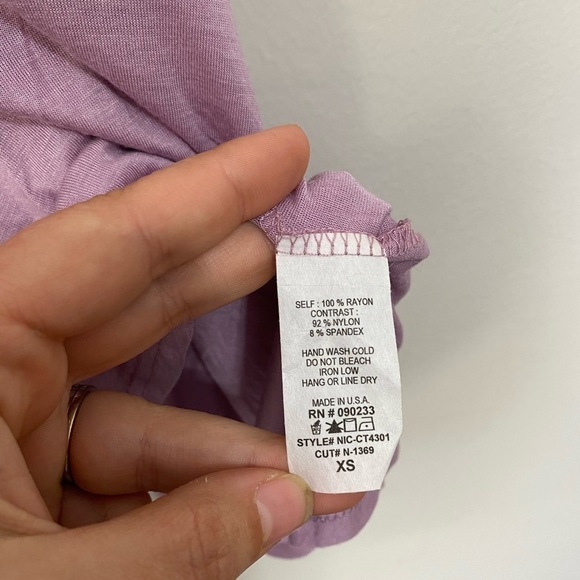 SELF : 100 % RAYON
CONTRAST :
92 % NYLON
8 % SPANDEX
HAND WASH COLD
DO NOT BLEACH
IRON LOW
HANG OR LINE DRY
MADE IN U.S.A.
RN # 090233
STYLE# NIC-CT4301
CUT# N-1369
XS